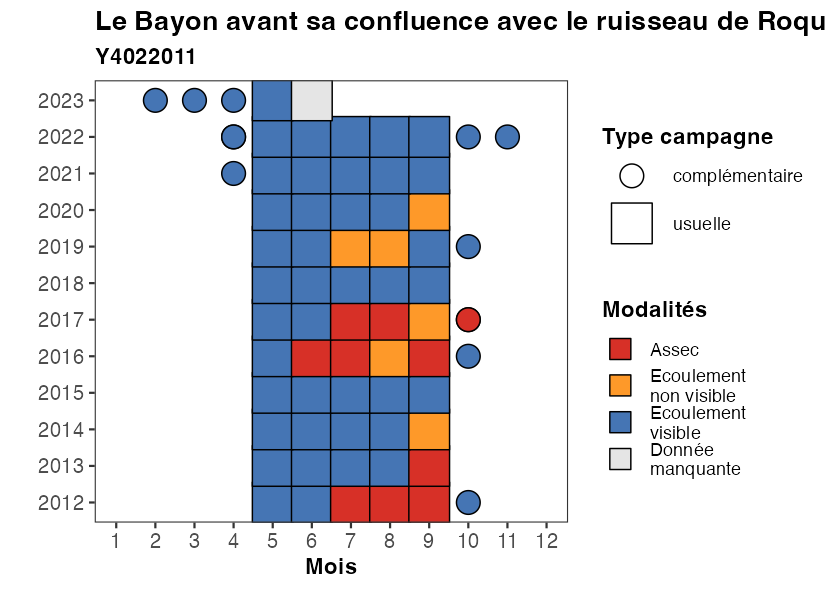 Le Bayon avant sa confluence avec le ruisseau de Roqu
Y4022011
2023
2022
2021
2020
2019
2018
2017
2016
2015
2014
2013
2012
1 2 3 4 5 6 7 8 9 10 11 12
Mois
Type campagne
complémentaire
usuelle
Modalités
Assec
Ecoulement
non visible
Ecoulement
visible
Donnée
manquante